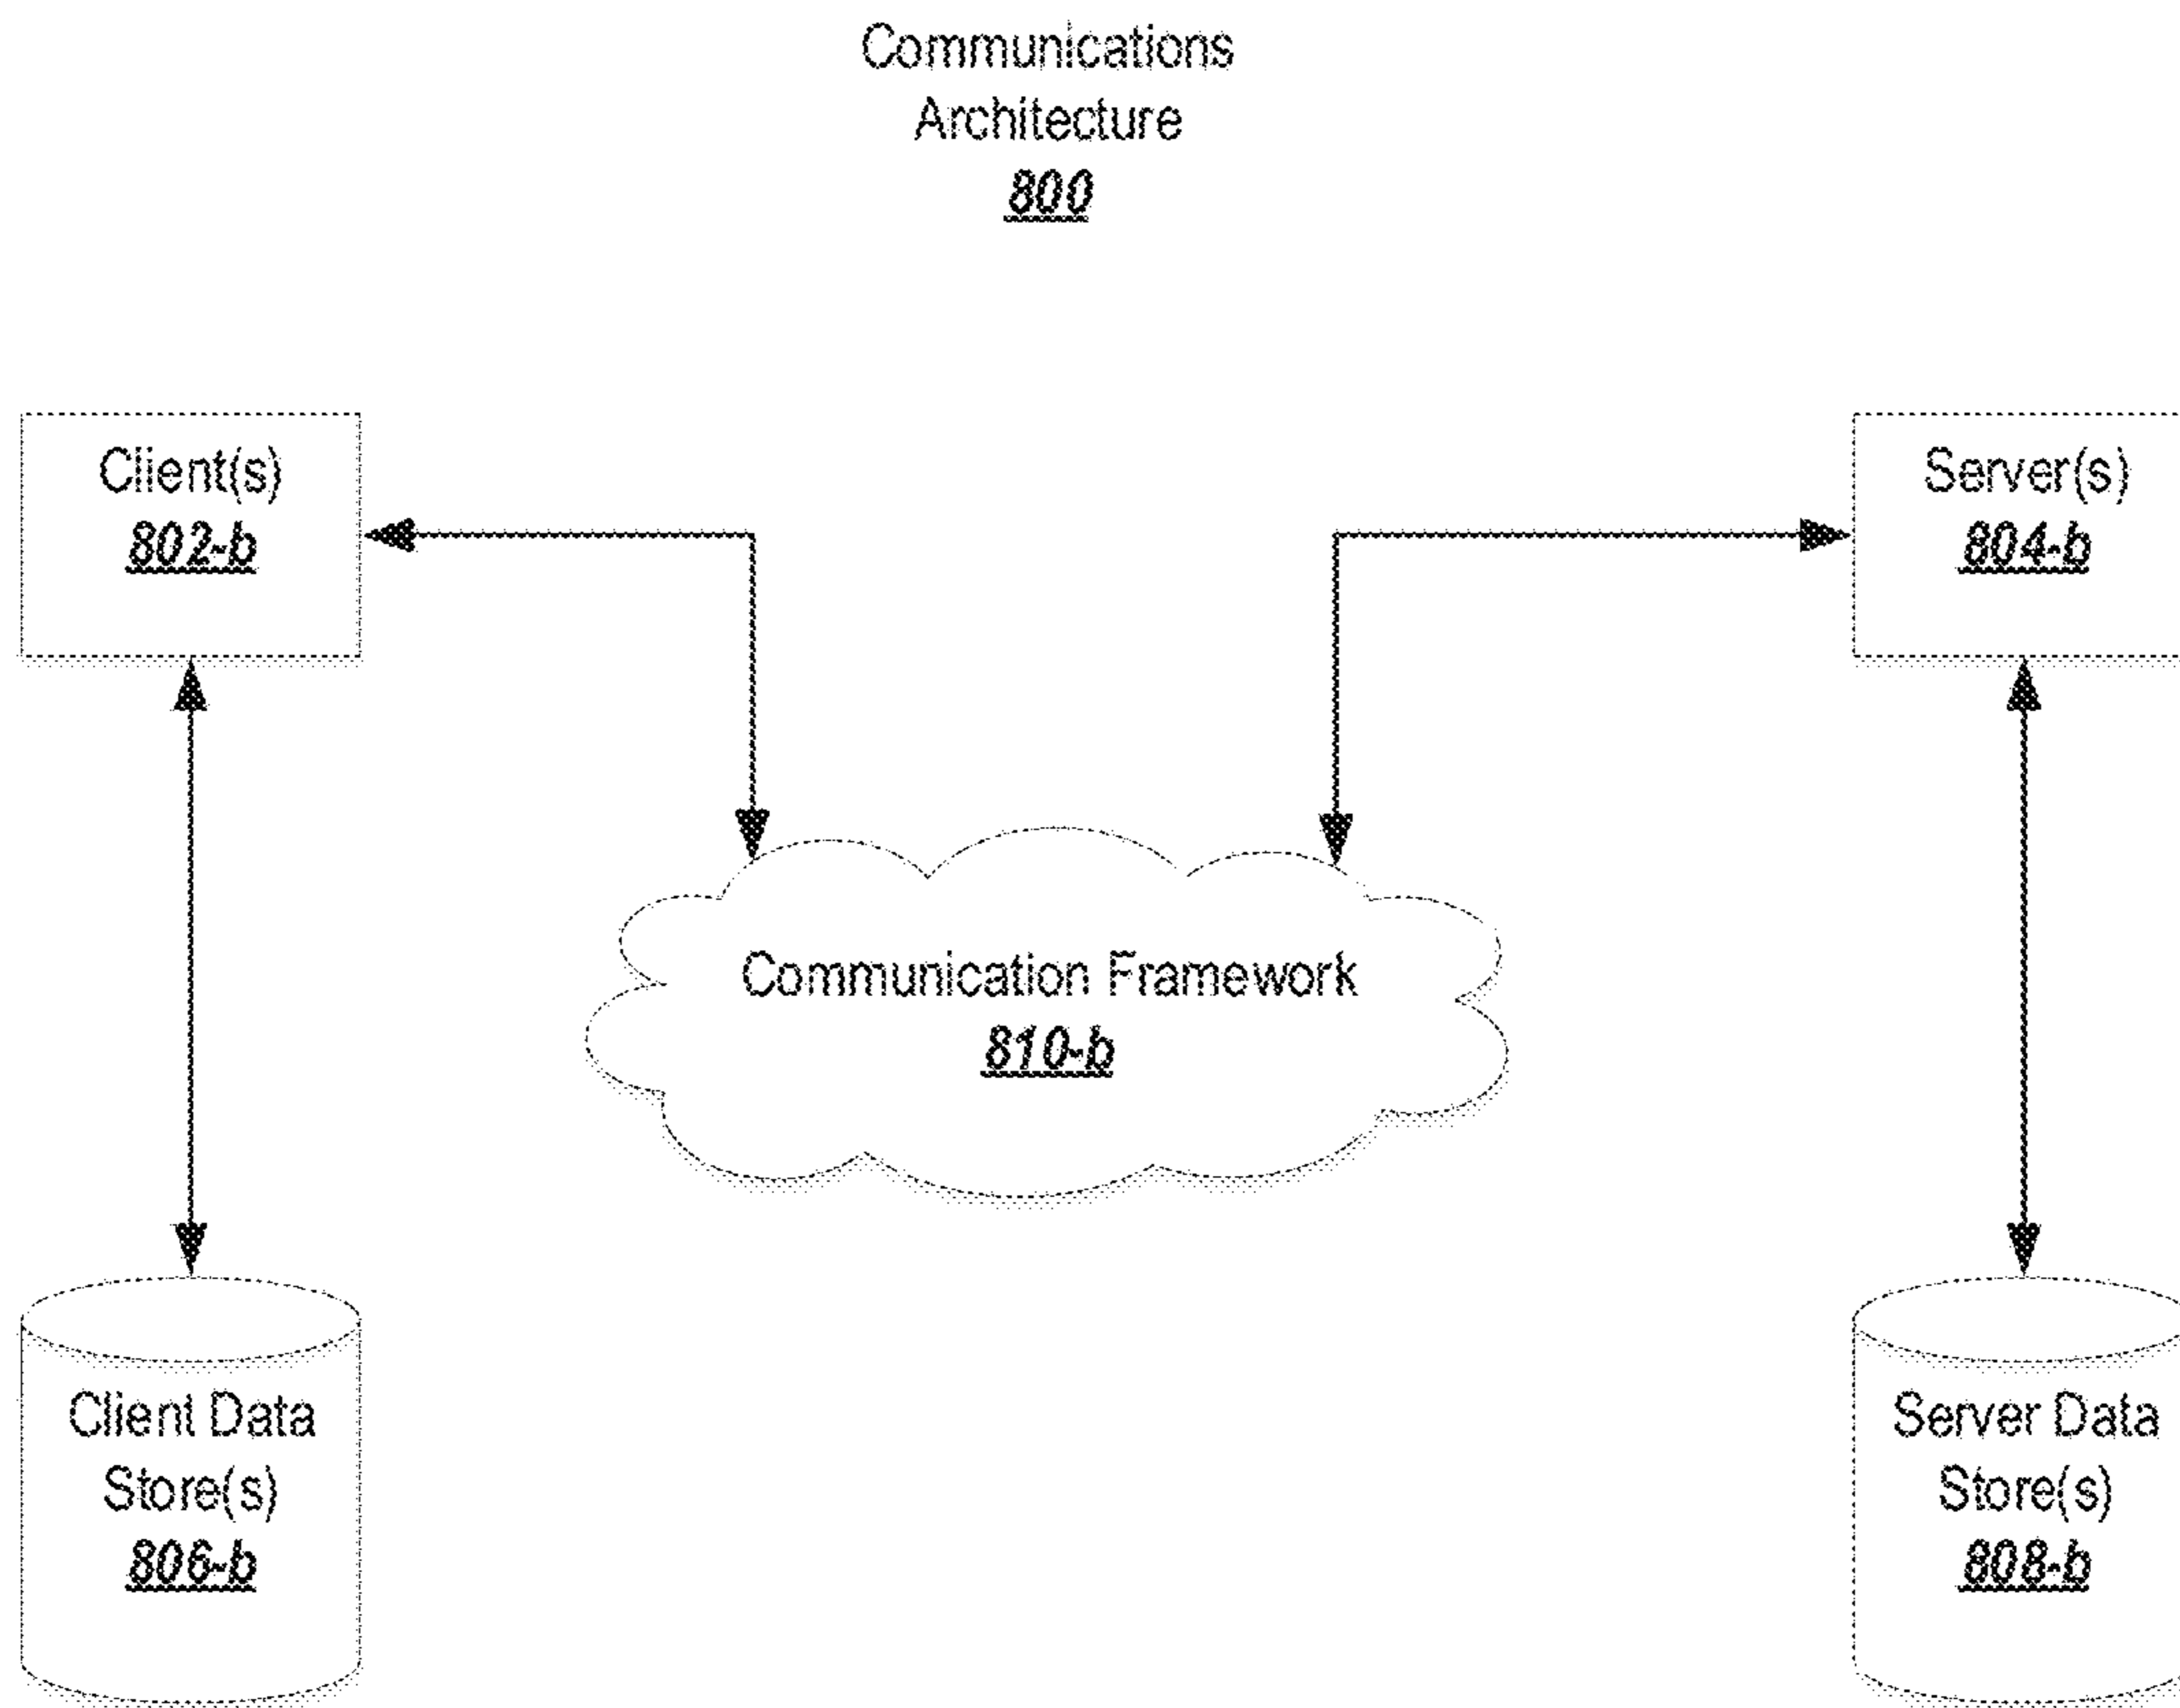 Communications
Architecture
800
Client(s)
802-b
Server(s)
804-b
Communication Framework
810-b
Client Data
Store(s)
806-b
Server Data
Store(s)
808-b